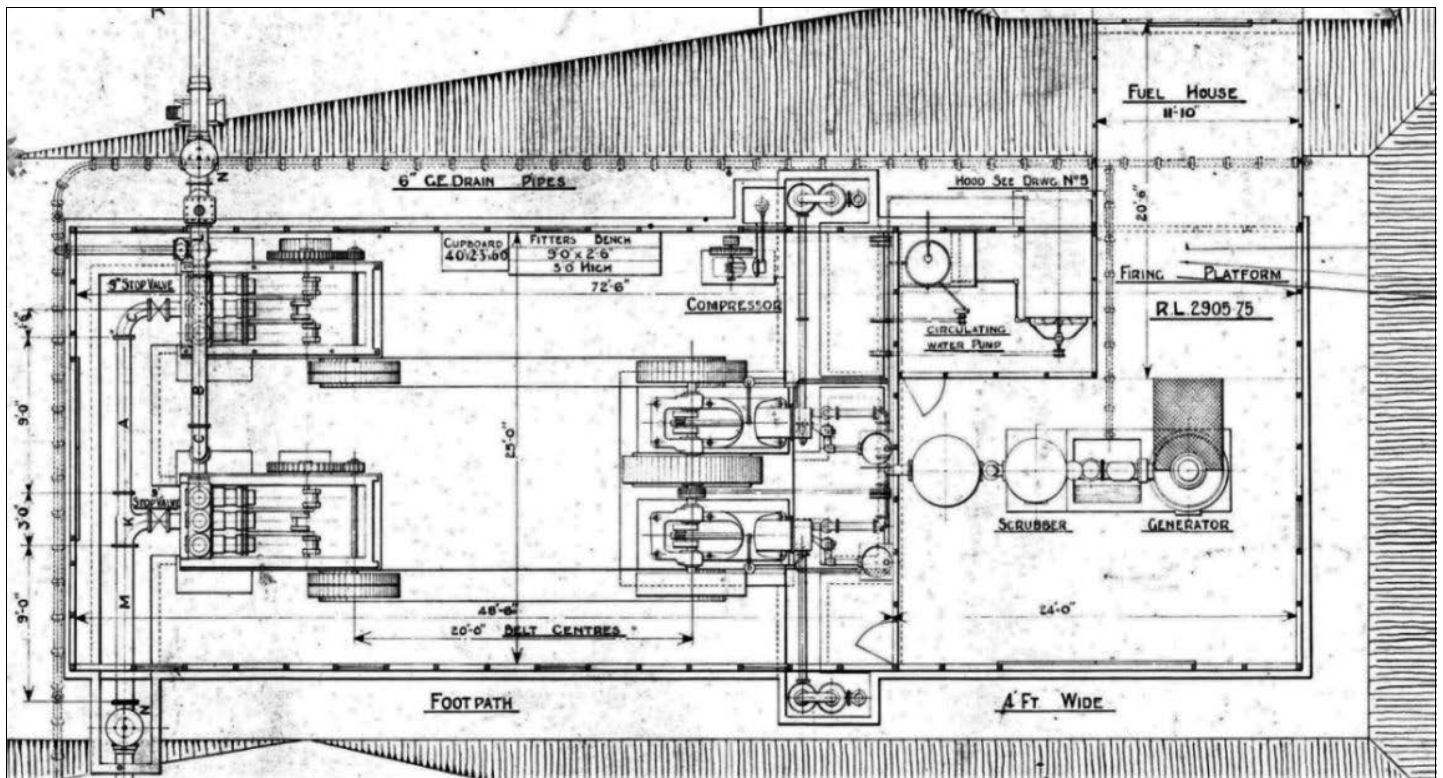 FUEL HOUSE
11'-10"
6" C.E. DRAIN PIPES
HOOD SEE DRWG. Nº 5
20'-6"
N
CUPBOARD
FITTERS BENCH
9'-0" x 2'-6"
3'-0" HIGH
9" STOP VALVE
72'-6"
COMPRESSOR
FIRING PLATFORM
R.L. 2905.75
CIRCULATING
WATER PUMP
B
A
C
9'-0"
25'-0"
STOP VALVE
K
3'-0"
SCRUBBER
GENERATOR
M
9'-0"
48'-6"
24'-0"
20'-0" BELT CENTRES
N
FOOTPATH
4 FT WIDE